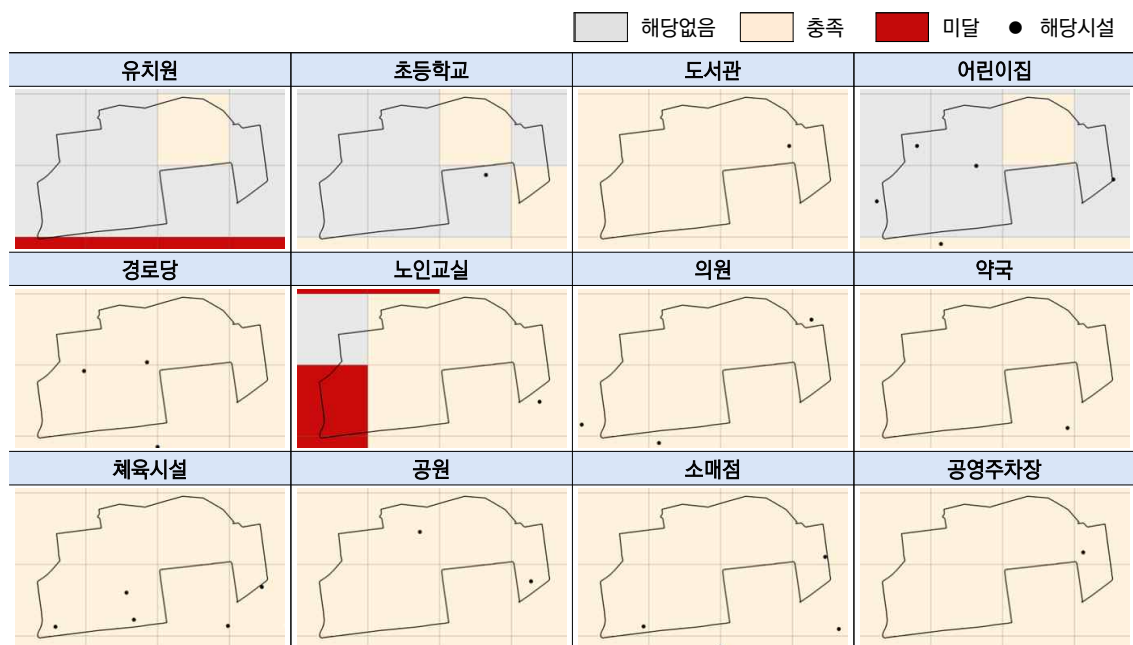 해당없음 충족 미달 해당시설
유치원 초등학교 도서관 어린이집
경로당 노인교실 의원 약국
체육시설 공원 소매점 공영주차장